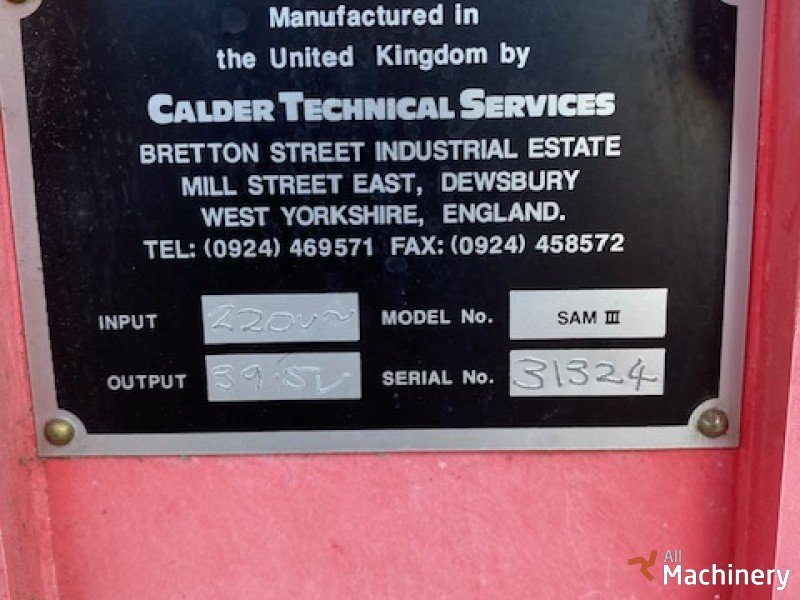 Manufactured in
the United Kingdom by
CALDER TECHNICAL SERVICES
BRETTON STREET INDUSTRIAL ESTATE
MILL STREET EAST, DEWSBURY
WEST YORKSHIRE, ENGLAND.
TEL: (0924) 469571 FAX: (0924) 458572
INPUT 220V~ MODEL No. SAM III
OUTPUT SERIAL No. 31324
All
Machinery